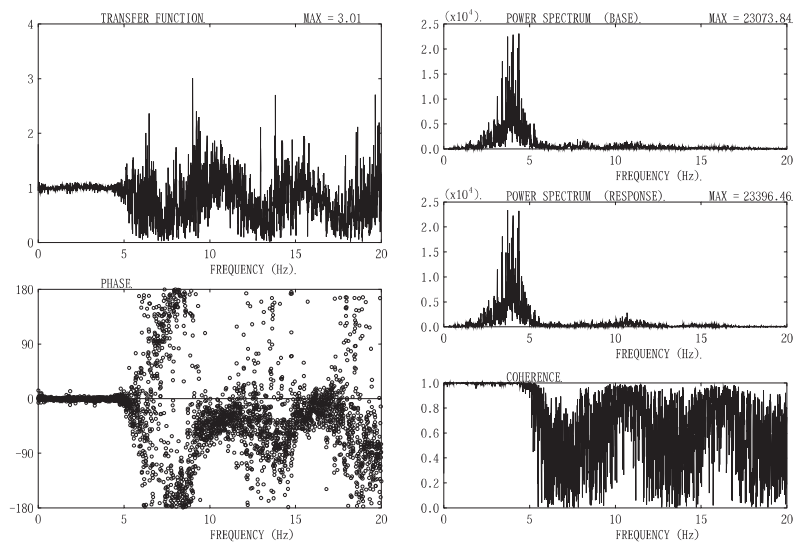 TRANSFER FUNCTION.
MAX = 3.01
4
3
2
1
0
0 5 10 15 20
FREQUENCY (Hz).
PHASE.
180
90
0
-90
-180
0 5 10 15 20
FREQUENCY (Hz)
(x10⁴).
POWER SPECTRUM (BASE).
MAX = 23073.84
2.5
2.0
1.5
1.0
0.5
0.0
0 5 10 15 20
FREQUENCY (Hz).
(x10⁴).
POWER SPECTRUM (RESPONSE).
MAX = 23396.46
2.5
2.0
1.5
1.0
0.5
0.0
0 5 10 15 20
FREQUENCY (Hz).
COHERENCE.
1.0
0.8
0.6
0.4
0.2
0.0
0 5 10 15 20
FREQUENCY (Hz)